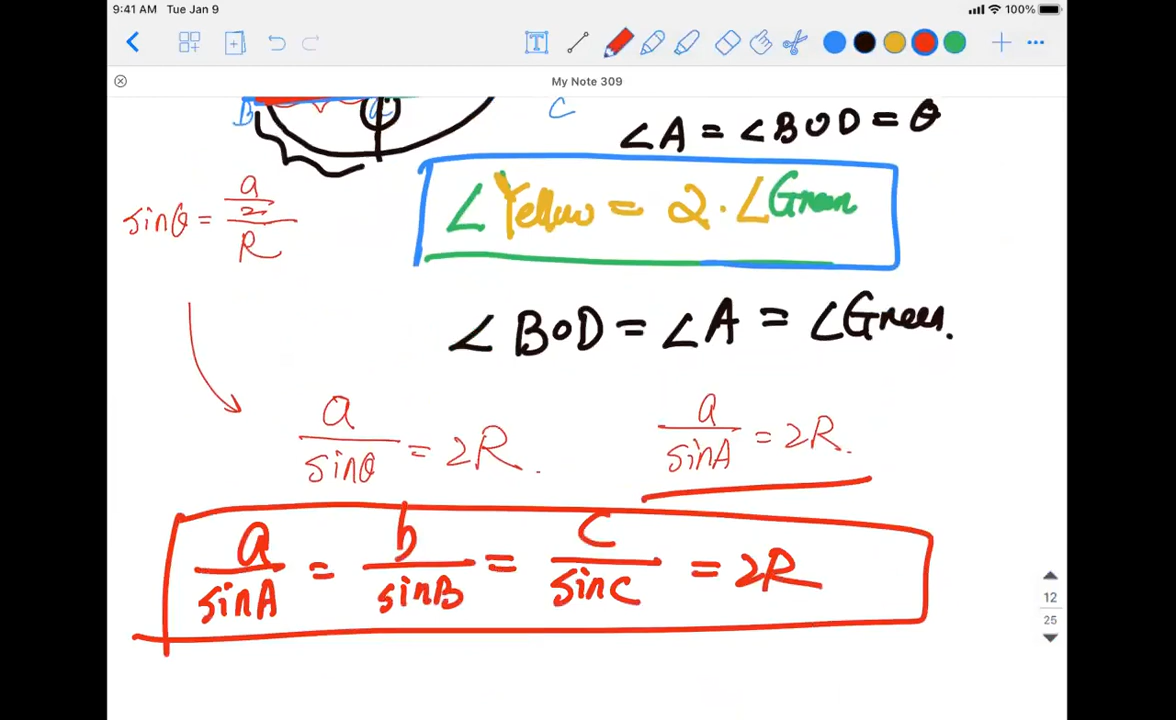 9:41 AM Tue Jan 9
100%
T
My Note 309
B
C
∠A = ∠BOD = θ
sinθ = (a/2)/R
∠Yellow = 2·∠Green
∠BOD = ∠A = ∠Green.
a/sinθ = 2R.
a/sinA = 2R.
a/sinA = b/sinB = c/sinC = 2R
12
25